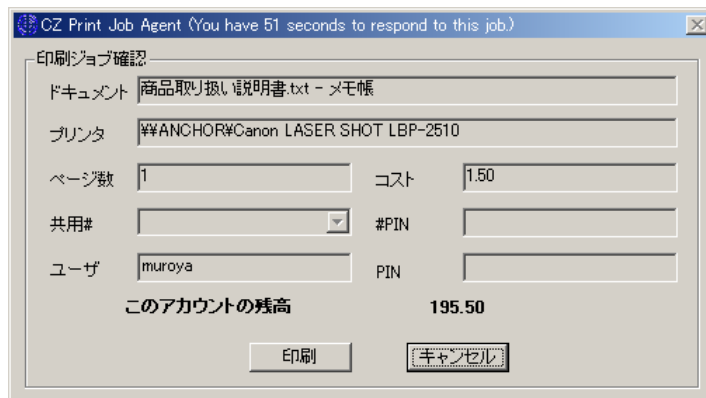 CZ Print Job Agent (You have 51 seconds to respond to this job.)
印刷ジョブ確認
ドキュメント 商品取り扱い説明書.txt - メモ帳
プリンタ ¥¥ANCHOR¥Canon LASER SHOT LBP-2510
ページ数 1 コスト 1.50
共用# #PIN
ユーザ muroya PIN
このアカウントの残高 195.50
印刷 キャンセル